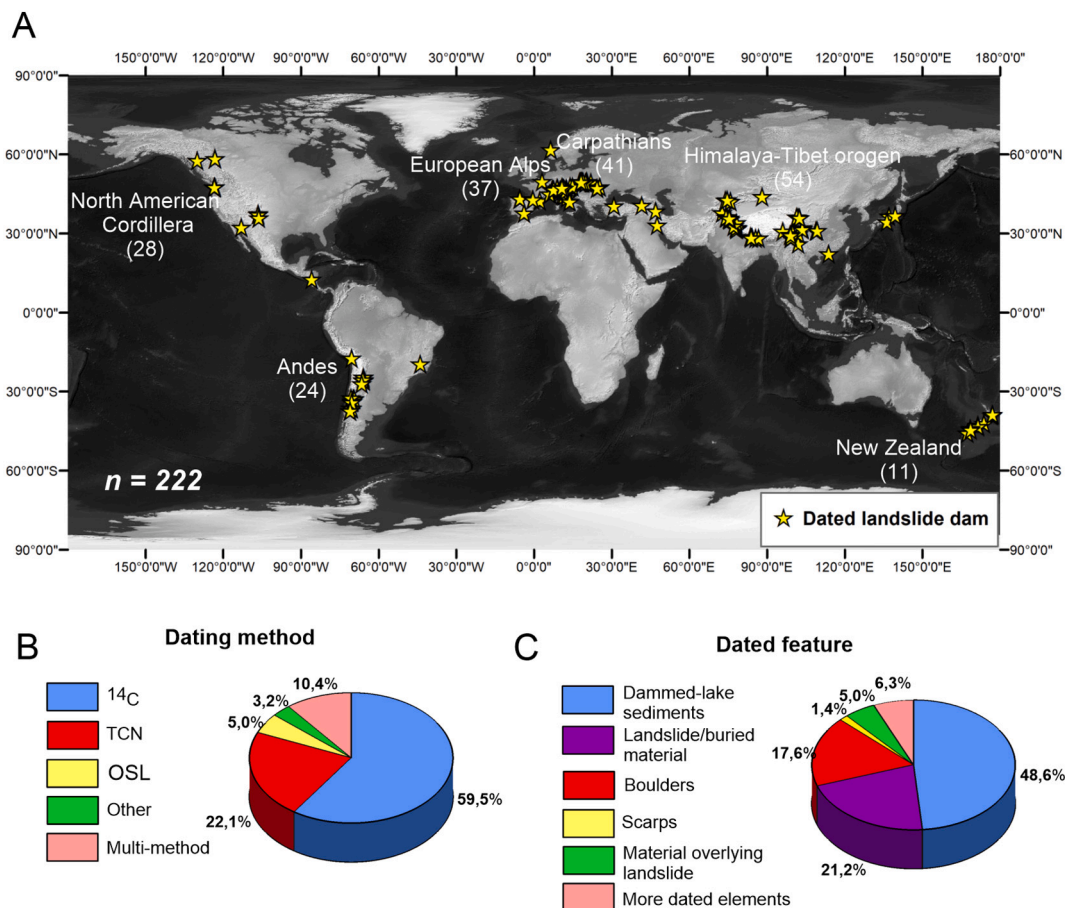 A
150°0'0"W 120°0'0"W 90°0'0"W 60°0'0"W 30°0'0"W 0°0'0" 30°0'0"E 60°0'0"E 90°0'0"E 120°0'0"E 150°0'0"E 180°0'0"
90°0'0"N 90°0'0"N
60°0'0"N 60°0'0"N
30°0'0"N 30°0'0"N
0°0'0" 0°0'0"
30°0'0"S 30°0'0"S
60°0'0"S 60°0'0"S
90°0'0"S 90°0'0"S
North American
Cordillera
(28)
European Alps
(37)
Carpathians
(41)
Himalaya-Tibet orogen
(54)
Andes
(24)
New Zealand
(11)
n = 222
Dated landslide dam
150°0'0"W 120°0'0"W 90°0'0"W 60°0'0"W 30°0'0"W 0°0'0" 30°0'0"E 60°0'0"E 90°0'0"E 120°0'0"E 150°0'0"E
B
Dating method
14C
TCN
OSL
Other
Multi-method
10,4%
3,2%
5,0%
22,1%
59,5%
C
Dated feature
Dammed-lake
sediments
Landslide/buried
material
Boulders
Scarps
Material overlying
landslide
More dated elements
6,3%
5,0%
1,4%
17,6%
48,6%
21,2%